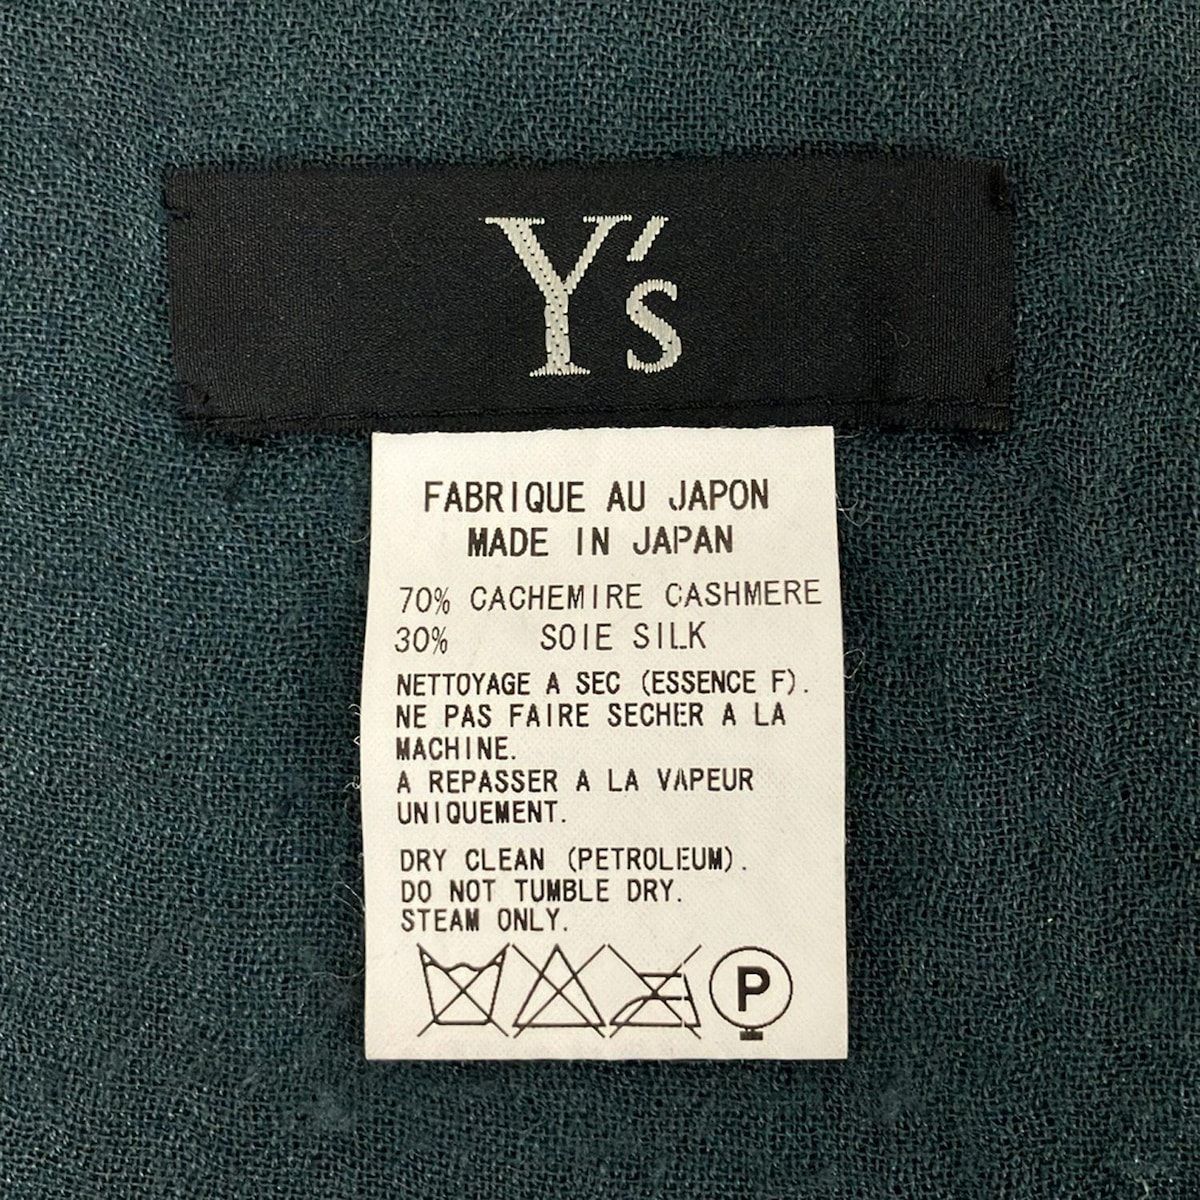 Y's
FABRIQUE AU JAPON
MADE IN JAPAN
70% CACHEMIRE CASHMERE
30% SOIE SILK
NETTOYAGE A SEC (ESSENCE F).
NE PAS FAIRE SECHER A LA
MACHINE.
A REPASSER A LA VAPEUR
UNIQUEMENT.
DRY CLEAN (PETROLEUM).
DO NOT TUMBLE DRY.
STEAM ONLY.
P